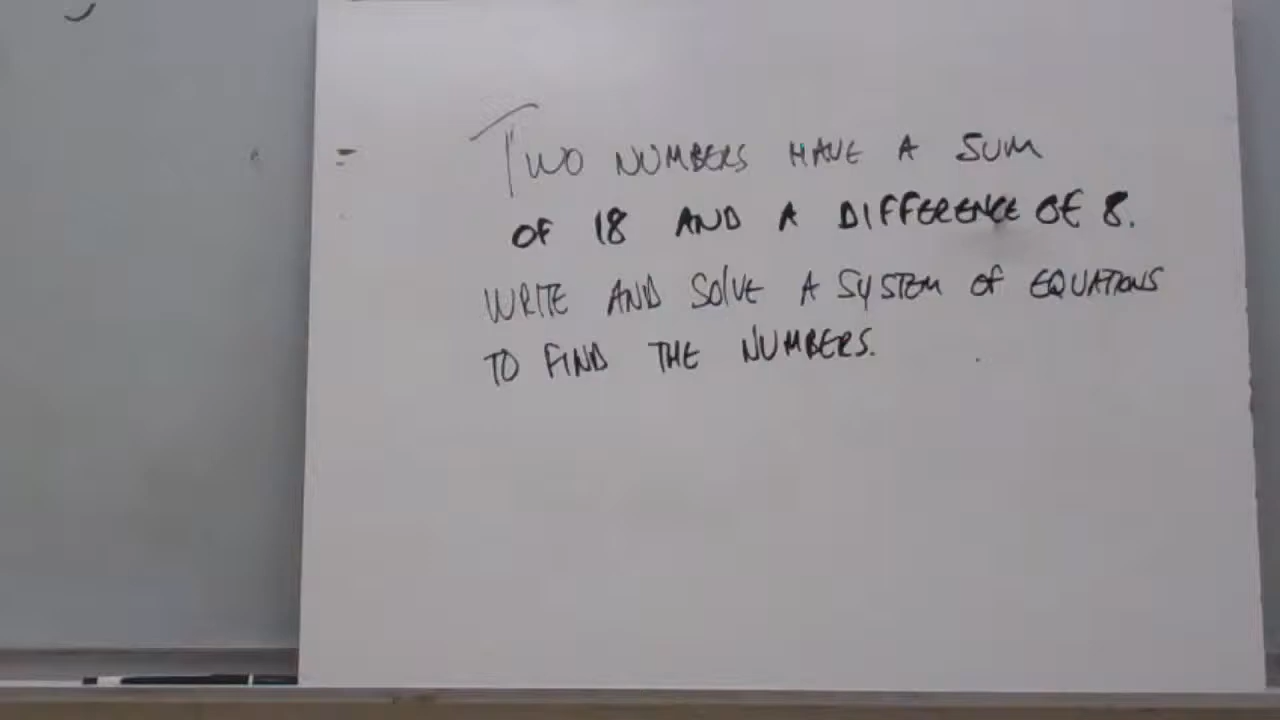 TWO NUMBERS HAVE A SUM
OF 18 AND A DIFFERENCE OF 8.
WRITE AND SOLVE A SYSTEM OF EQUATIONS
TO FIND THE NUMBERS.